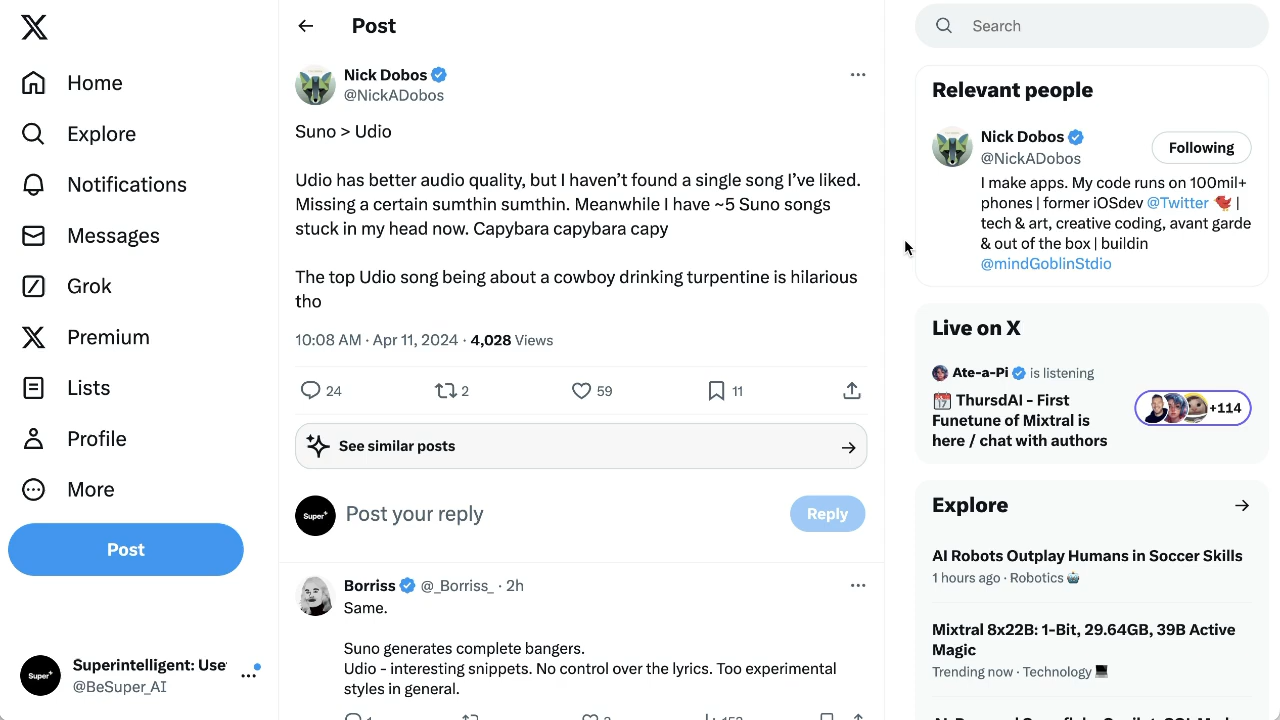 Home
Explore
Notifications
Messages
Grok
Premium
Lists
Profile
More
Post
Superintelligent: Use
@BeSuper_AI
Post
Nick Dobos
@NickADobos
Suno > Udio
Udio has better audio quality, but I haven’t found a single song I’ve liked.
Missing a certain sumthin sumthin. Meanwhile I have ~5 Suno songs
stuck in my head now. Capybara capybara capy
The top Udio song being about a cowboy drinking turpentine is hilarious
tho
10:08 AM · Apr 11, 2024 · 4,028 Views
24 2 59 11
See similar posts
Super+
Post your reply
Reply
Borriss @_Borriss_ · 2h
Same.
Suno generates complete bangers.
Udio - interesting snippets. No control over the lyrics. Too experimental
styles in general.
Search
Relevant people
Nick Dobos
@NickADobos
Following
I make apps. My code runs on 100mil+
phones | former iOSdev @Twitter |
tech & art, creative coding, avant garde
& out of the box | buildin
@mindGoblinStdio
Live on X
Ate-a-Pi is listening
ThursdAI - First
Funetune of Mixtral is
here / chat with authors
+114
Explore
AI Robots Outplay Humans in Soccer Skills
1 hours ago · Robotics
Mixtral 8x22B: 1-Bit, 29.64GB, 39B Active
Magic
Trending now · Technology